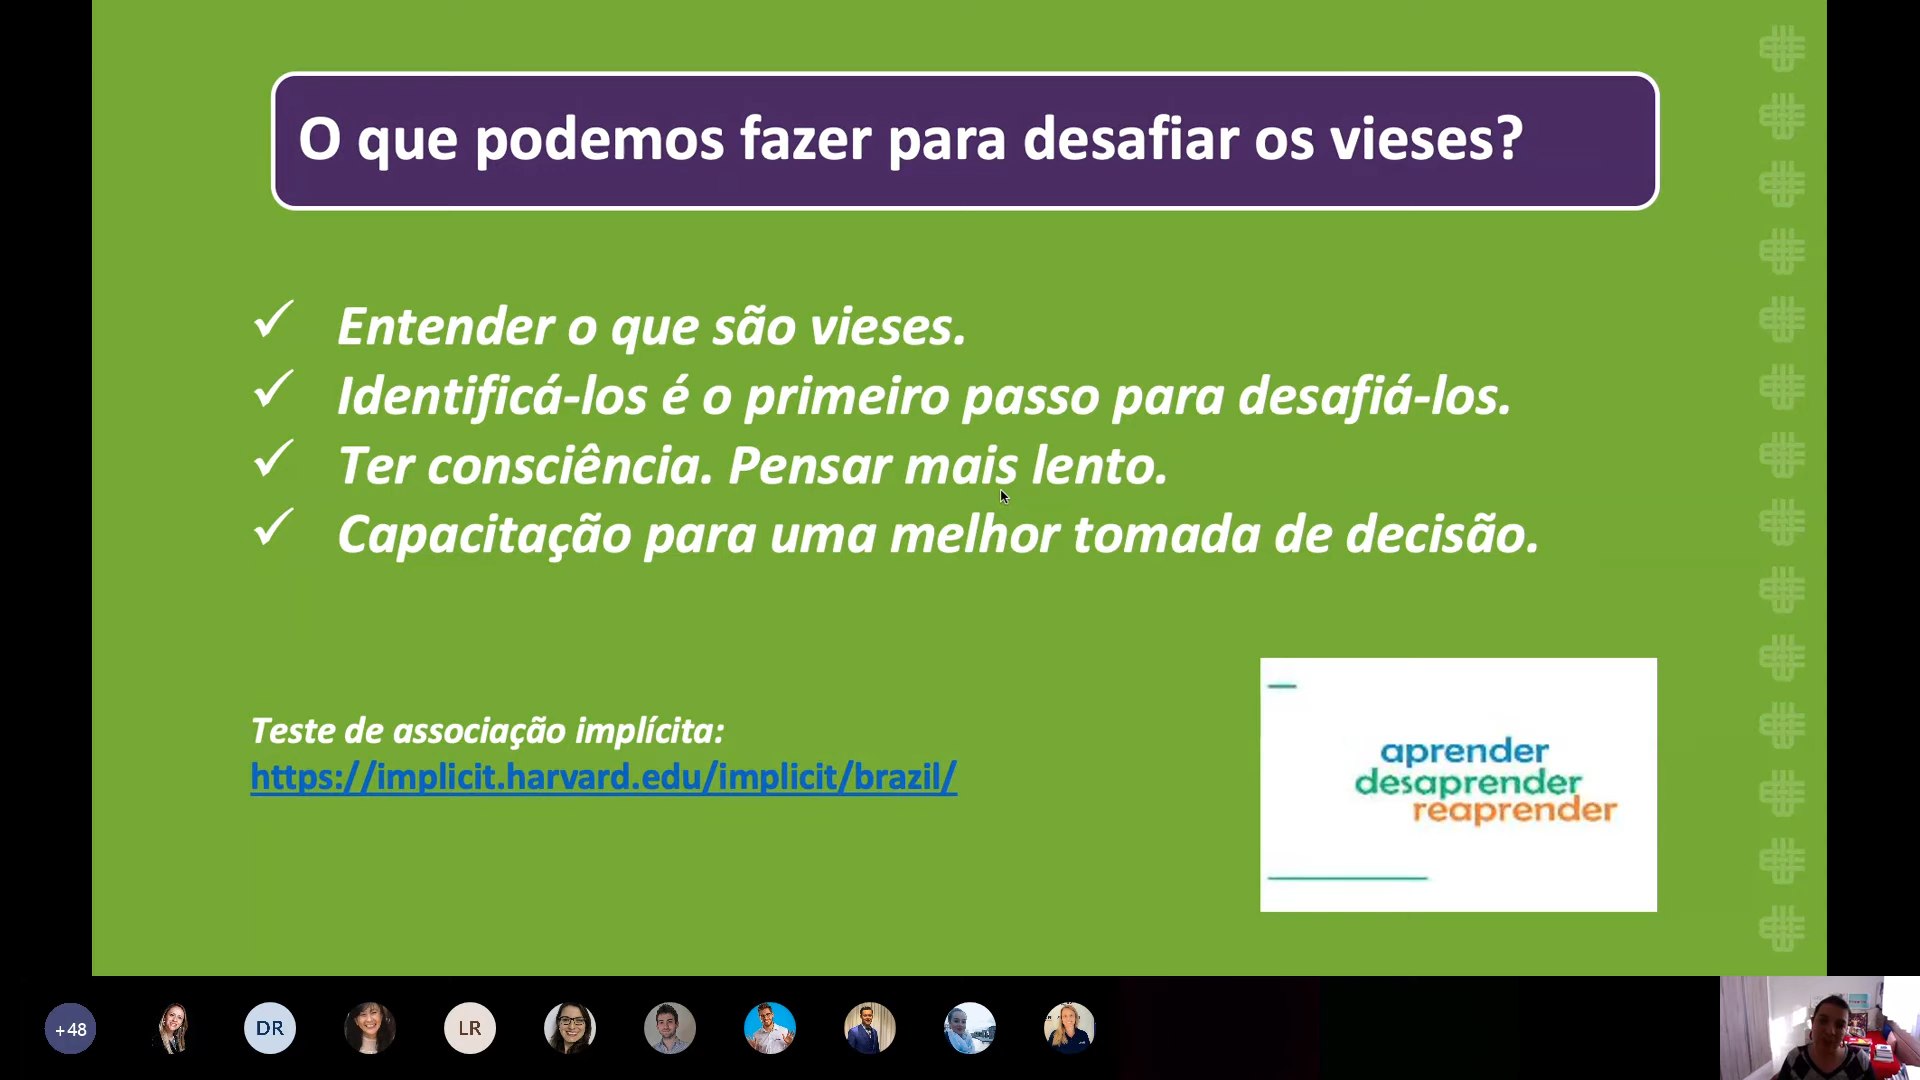 O que podemos fazer para desafiar os vieses?
Entender o que são vieses.
Identificá-los é o primeiro passo para desafiá-los.
Ter consciência. Pensar mais lento.
Capacitação para uma melhor tomada de decisão.
Teste de associação implícita:
https://implicit.harvard.edu/implicit/brazil/
aprender
desaprender
reaprender
+48
DR
LR